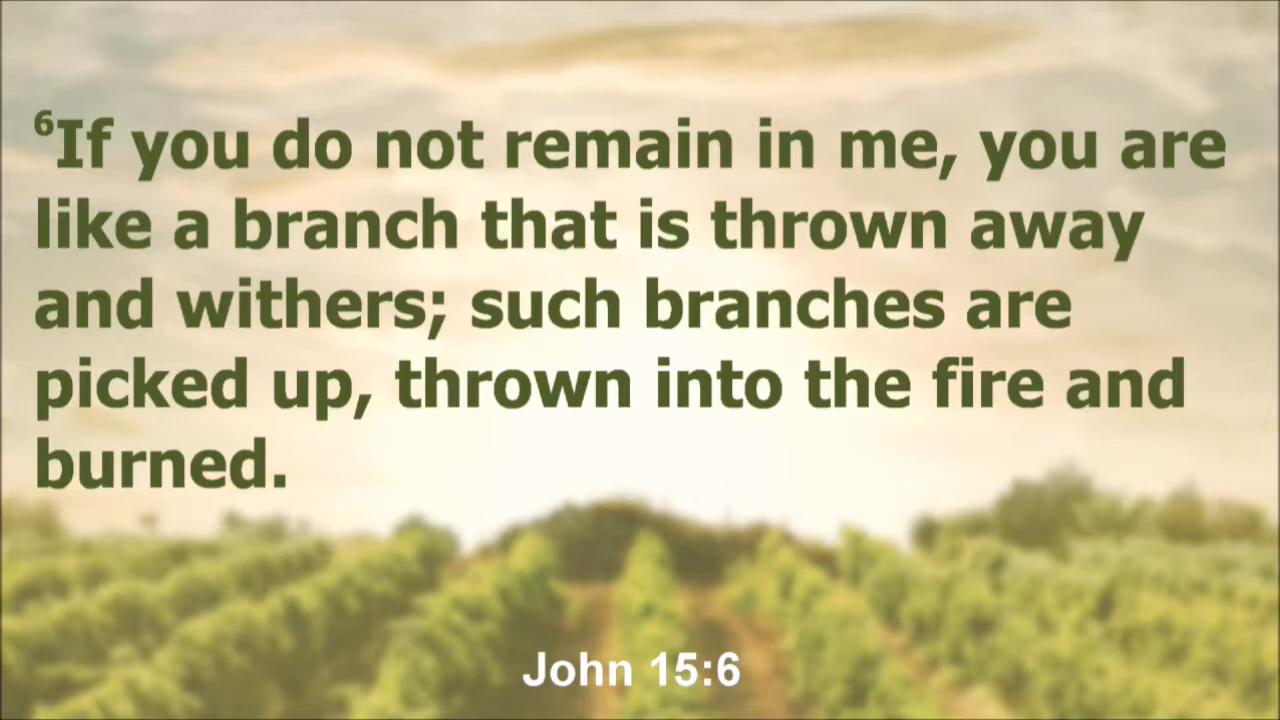 ⁶If you do not remain in me, you are
like a branch that is thrown away
and withers; such branches are
picked up, thrown into the fire and
burned.
John 15:6